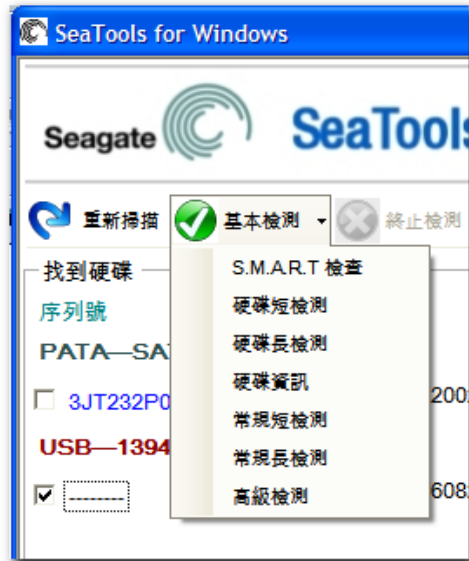 SeaTools for Windows
Seagate SeaTools
重新掃描 基本檢測 終止檢測
S.M.A.R.T 檢查
硬碟短檢測
硬碟長檢測
硬碟資訊
常規短檢測
常規長檢測
高級檢測
找到硬碟
序列號
PATA—SA
3JT232P0 2002
USB—1394
-------- 6082